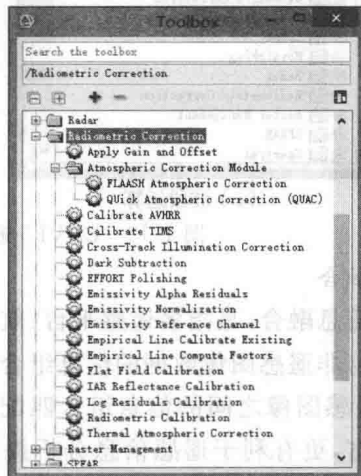 Toolbox
Search the toolbox
/Radiometric Correction
Radar
Radiometric Correction
Apply Gain and Offset
Atmospheric Correction Module
FLAASH Atmospheric Correction
QUick Atmospheric Correction (QUAC)
Calibrate AVHRR
Calibrate TIMS
Cross-Track Illumination Correction
Dark Subtraction
EFFORT Polishing
Emissivity Alpha Residuals
Emissivity Normalization
Emissivity Reference Channel
Empirical Line Calibrate Existing
Empirical Line Compute Factors
Flat Field Calibration
IAR Reflectance Calibration
Log Residuals Calibration
Radiometric Calibration
Thermal Atmospheric Correction
Raster Management
SPEAR